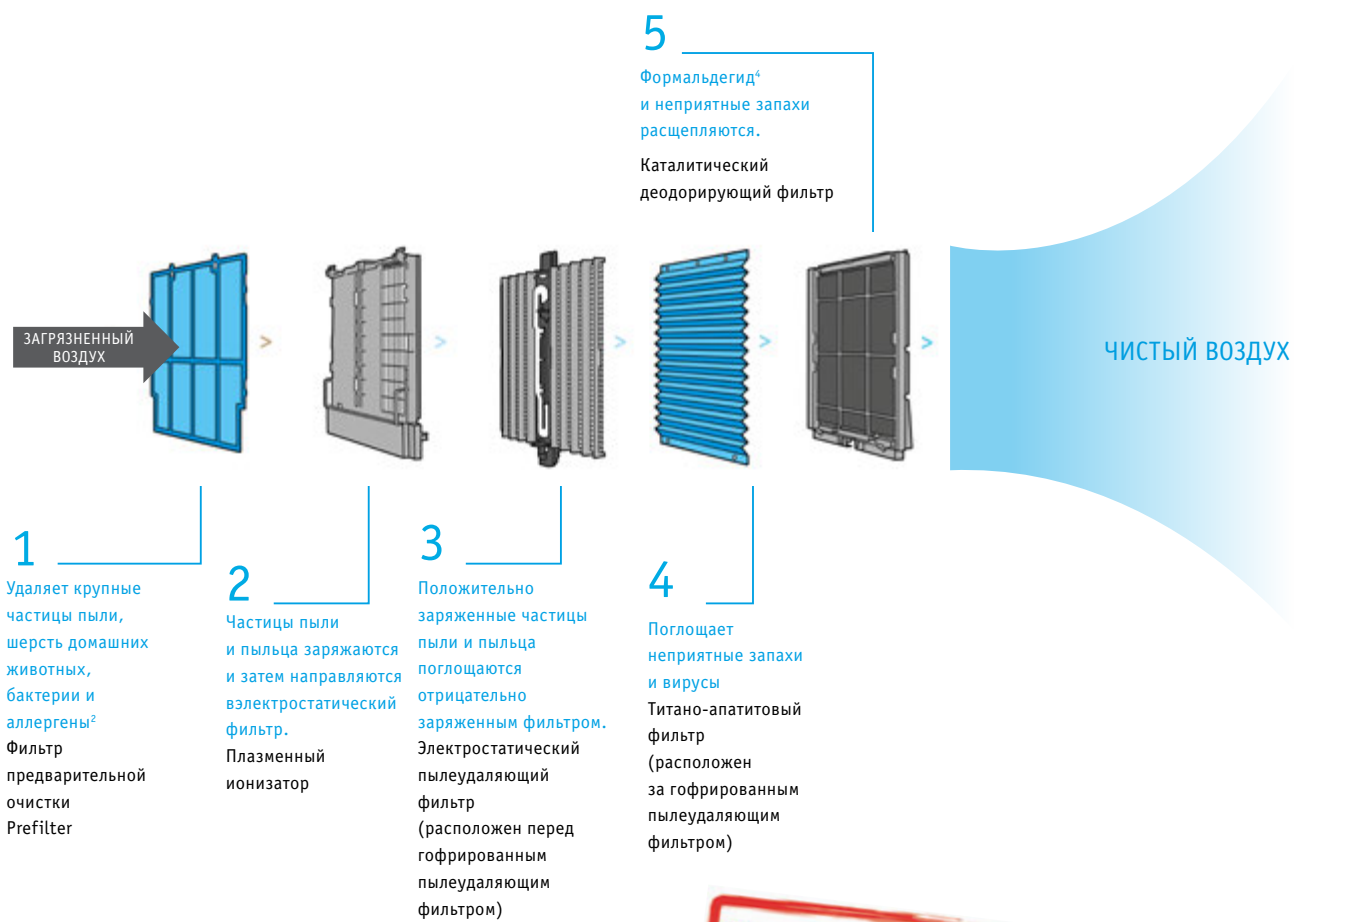 5
Формальдегид⁴
и неприятные запахи
расщепляются.
Каталитический
деодорирующий фильтр
ЗАГРЯЗНЕННЫЙ
ВОЗДУХ
ЧИСТЫЙ ВОЗДУХ
1
Удаляет крупные
частицы пыли,
шерсть домашних
животных,
бактерии и
аллергены²
Фильтр
предварительной
очистки
Prefilter
2
Частицы пыли
и пыльца заряжаются
и затем направляются
вэлектростатический
фильтр.
Плазменный
ионизатор
3
Положительно
заряженные частицы
пыли и пыльца
поглощаются
отрицательно
заряженным фильтром.
Электростатический
пылеудаляющий
фильтр
(расположен перед
гофрированным
пылеудаляющим
фильтром)
4
Поглощает
неприятные запахи
и вирусы
Титано-апатитовый
фильтр
(расположен
за гофрированным
пылеудаляющим
фильтром)